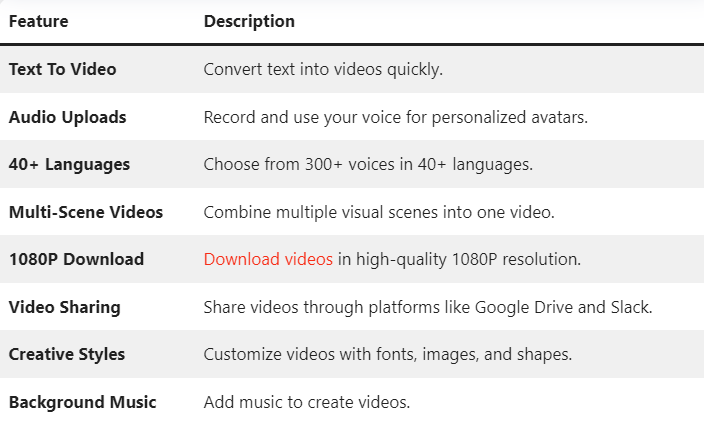 Feature Description
Text To Video Convert text into videos quickly.
Audio Uploads Record and use your voice for personalized avatars.
40+ Languages Choose from 300+ voices in 40+ languages.
Multi-Scene Videos Combine multiple visual scenes into one video.
1080P Download Download videos in high-quality 1080P resolution.
Video Sharing Share videos through platforms like Google Drive and Slack.
Creative Styles Customize videos with fonts, images, and shapes.
Background Music Add music to create videos.